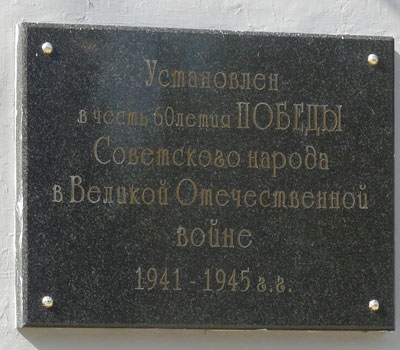 Установлен
в честь 60летия ПОБЕДЫ
Советского народа
в Великой Отечественной
войне
1941 - 1945 г.г.